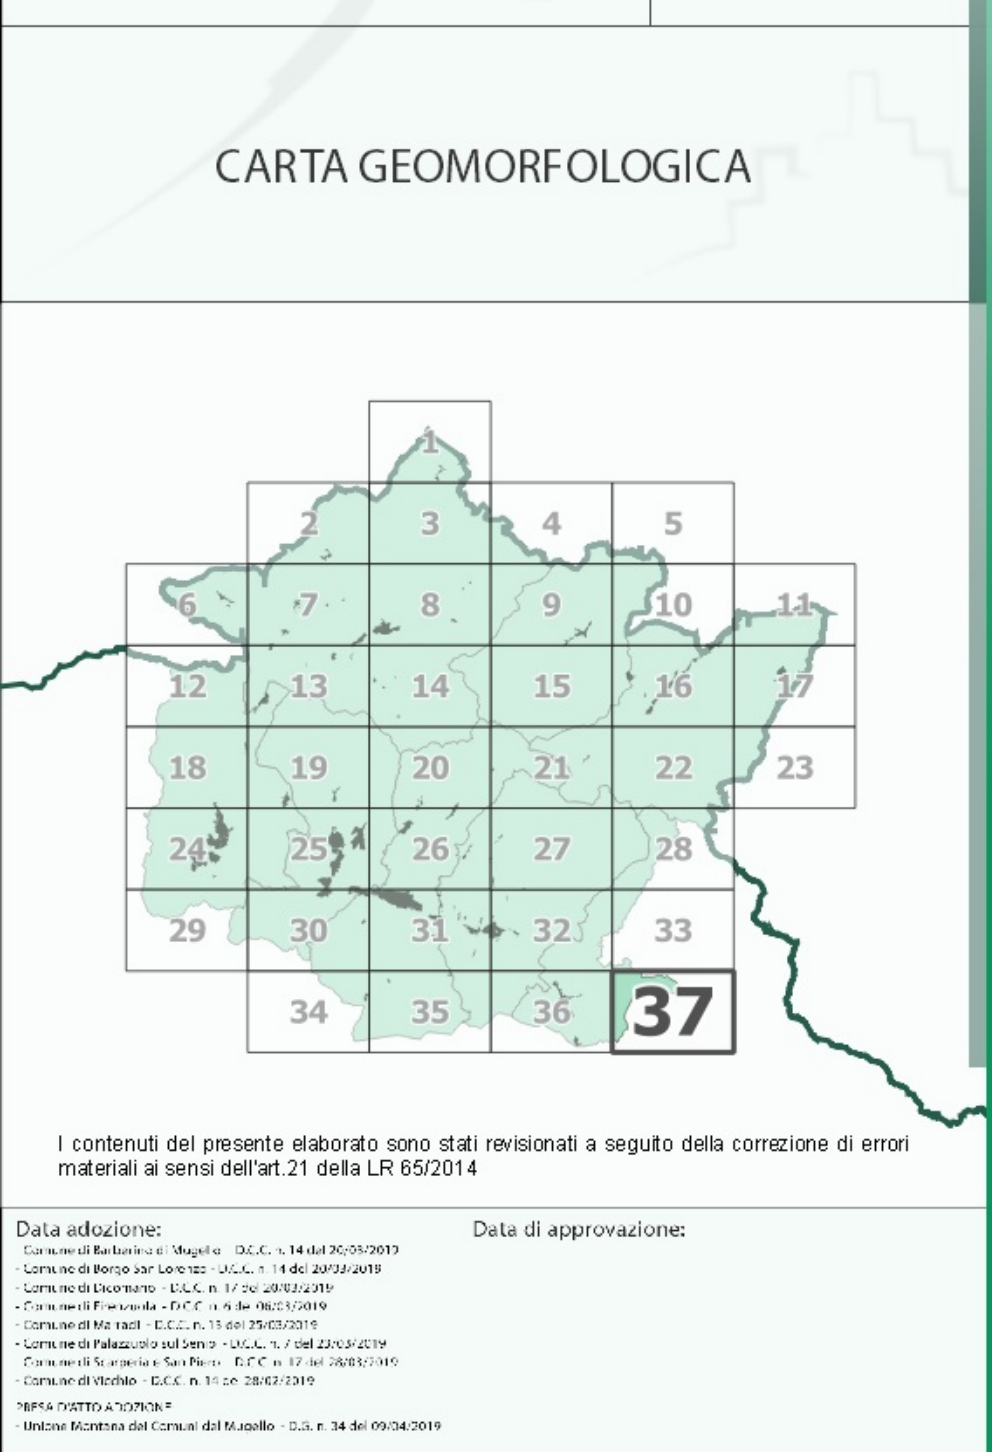 CARTA GEOMORFOLOGICA
1
2 3 4 5
6 7 8 9 10 11
12 13 14 15 16 17
18 19 20 21 22 23
24 25 26 27 28
29 30 31 32 33
34 35 36 37
I contenuti del presente elaborato sono stati revisionati a seguito della correzione di errori
materiali ai sensi dell'art.21 della LR 65/2014
Data adozione: Data di approvazione:
- Comune di Barberino di Mugello - D.C.C. n. 14 del 20/03/2019
- Comune di Borgo San Lorenzo - D.C.C. n. 14 del 20/03/2019
- Comune di Dicomano - D.C.C. n. 17 del 20/03/2019
- Comune di Firenzuola - D.C.C. n. 6 del 06/03/2019
- Comune di Marradi - D.C.C. n. 13 del 25/03/2019
- Comune di Palazzuolo sul Senio - D.C.C. n. 7 del 23/03/2019
- Comune di Scarperia e San Piero - D.C.C. n. 17 del 28/03/2019
- Comune di Vicchio - D.C.C. n. 14 del 28/02/2019
PRESA D'ATTO ADOZIONE
- Unione Montana dei Comuni del Mugello - D.G. n. 34 del 09/04/2019